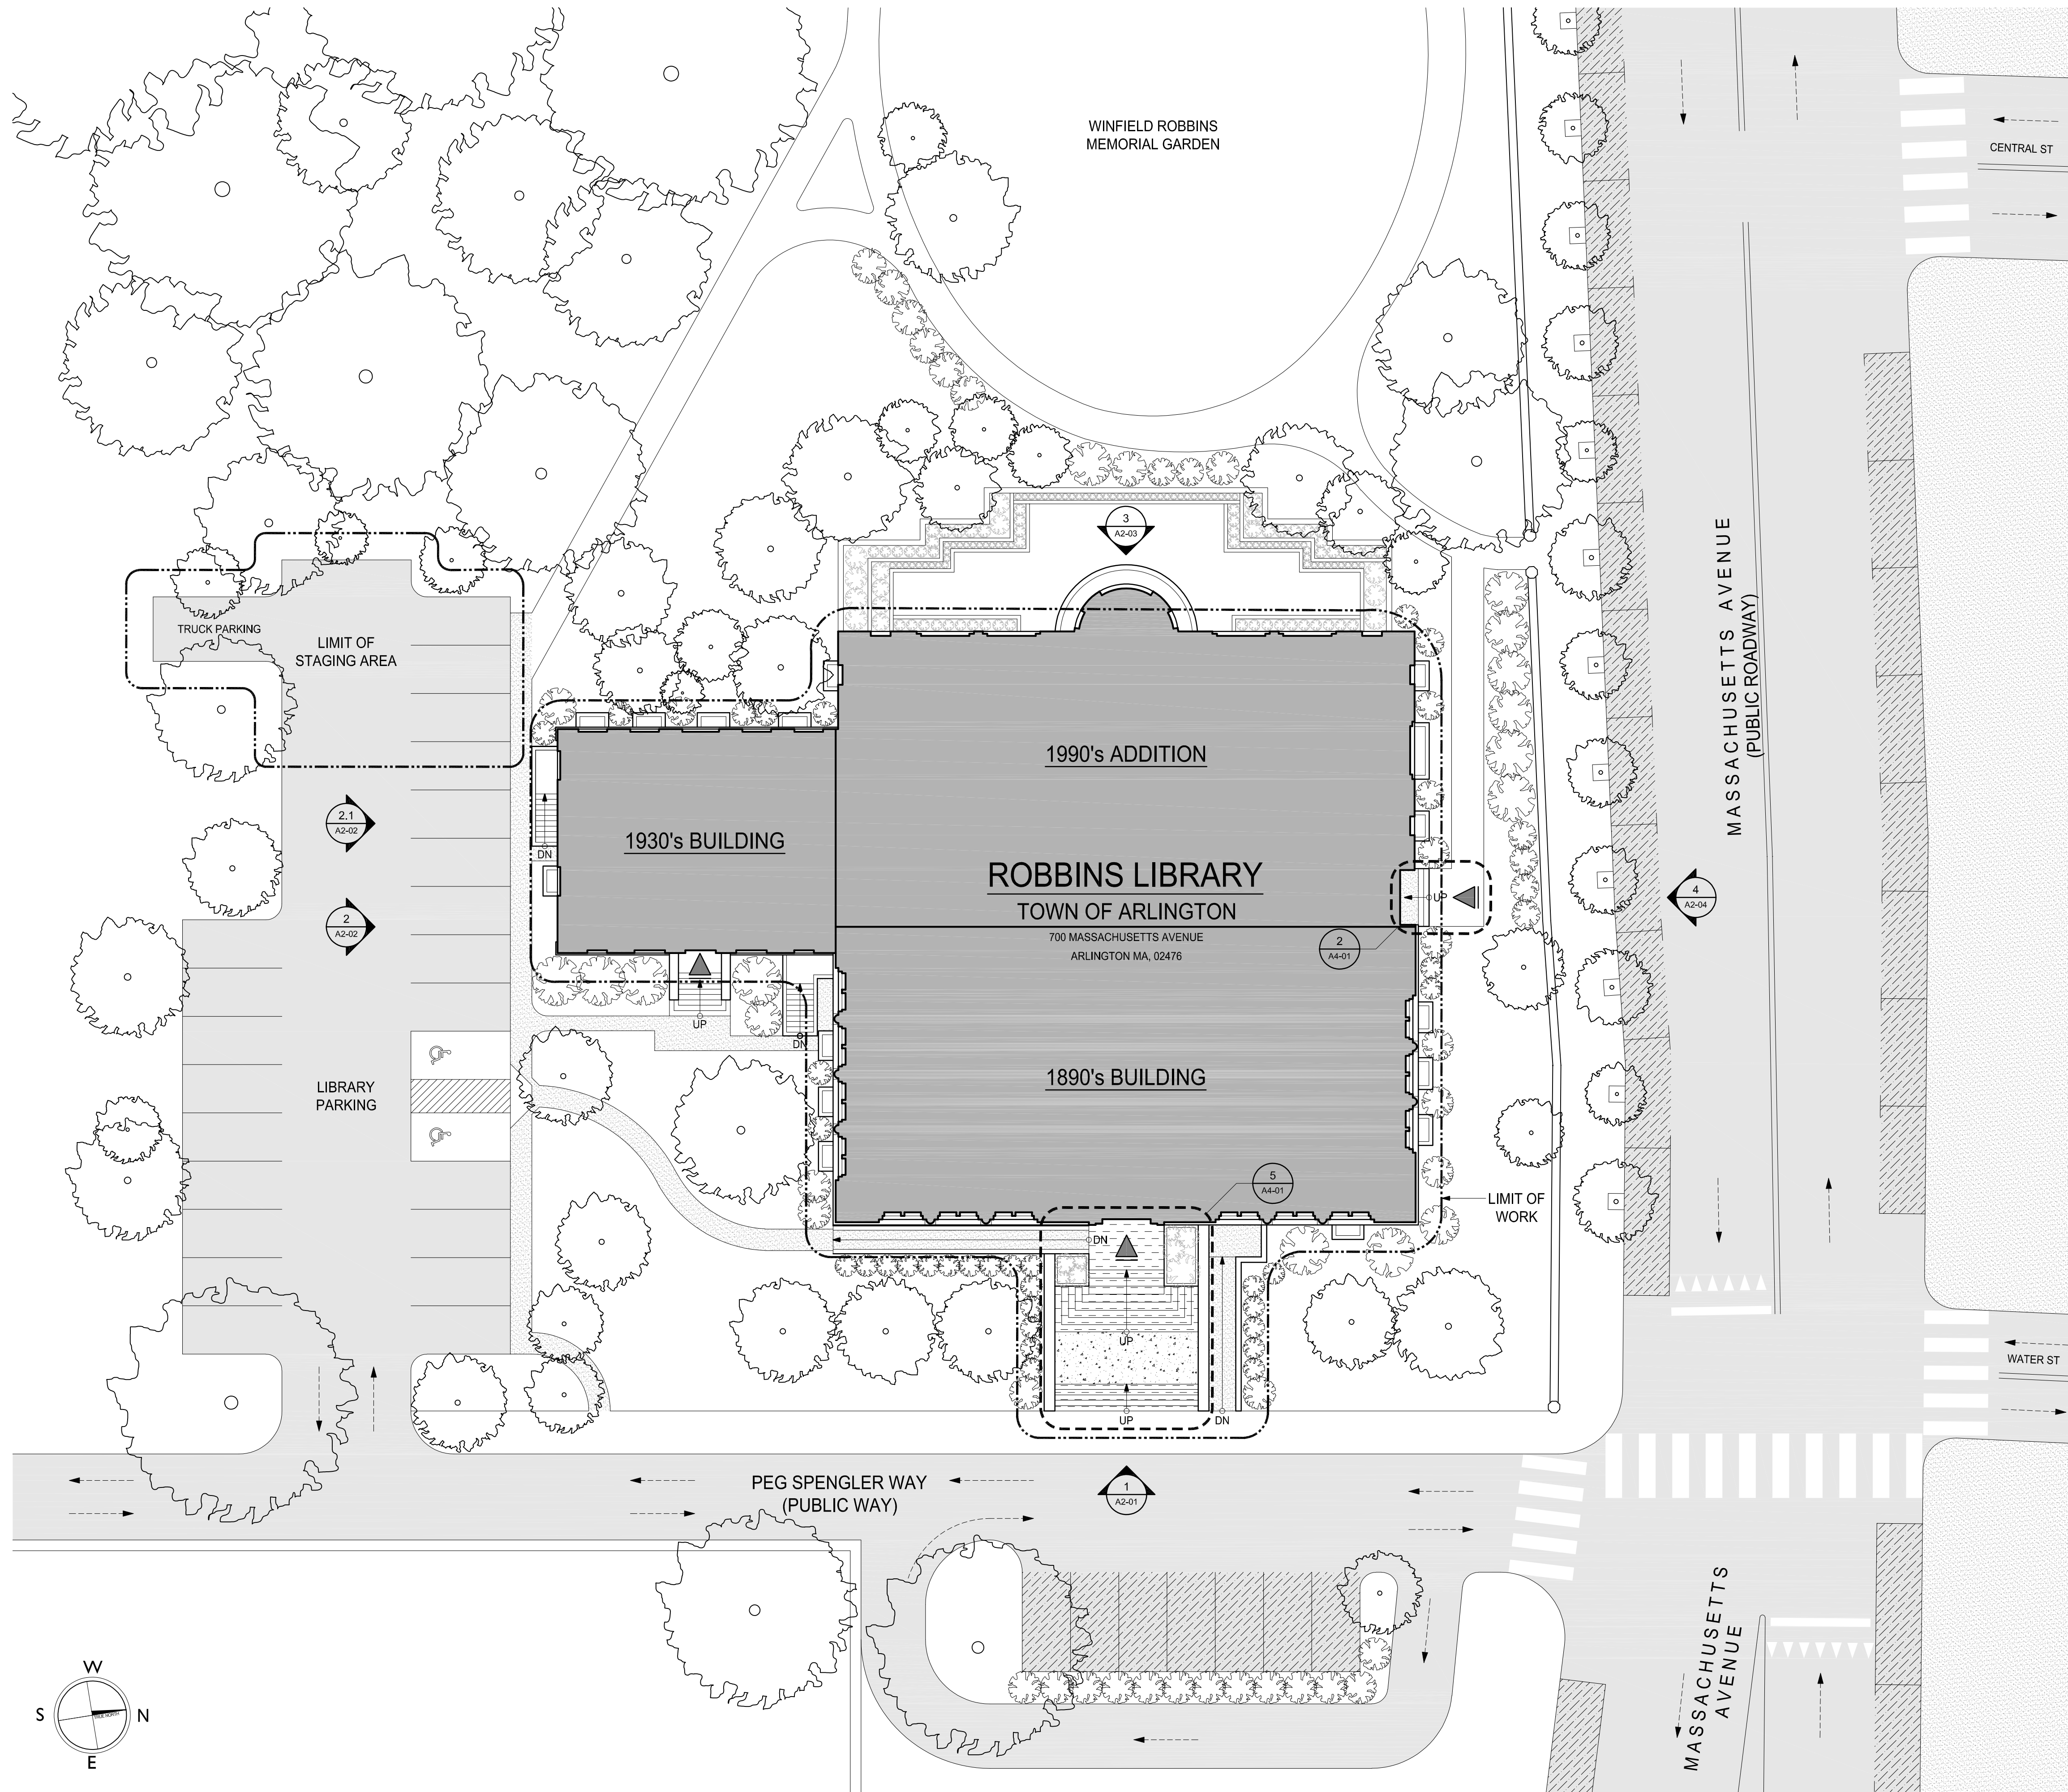 WINFIELD ROBBINS
MEMORIAL GARDEN
CENTRAL ST
3
A2-03
MASSACHUSETTS AVENUE
(PUBLIC ROADWAY)
TRUCK PARKING
LIMIT OF
STAGING AREA
1990's ADDITION
2.1
A2-02
1930's BUILDING
DN
ROBBINS LIBRARY
TOWN OF ARLINGTON
700 MASSACHUSETTS AVENUE
ARLINGTON MA, 02476
UP
4
A2-04
2
A2-02
2
A4-01
UP
DN
LIBRARY
PARKING
1890's BUILDING
5
A4-01
LIMIT OF
WORK
DN
UP
UP
DN
WATER ST
PEG SPENGLER WAY
(PUBLIC WAY)
1
A2-01
MASSACHUSETTS
AVENUE
W
S
N
TRUE NORTH
E